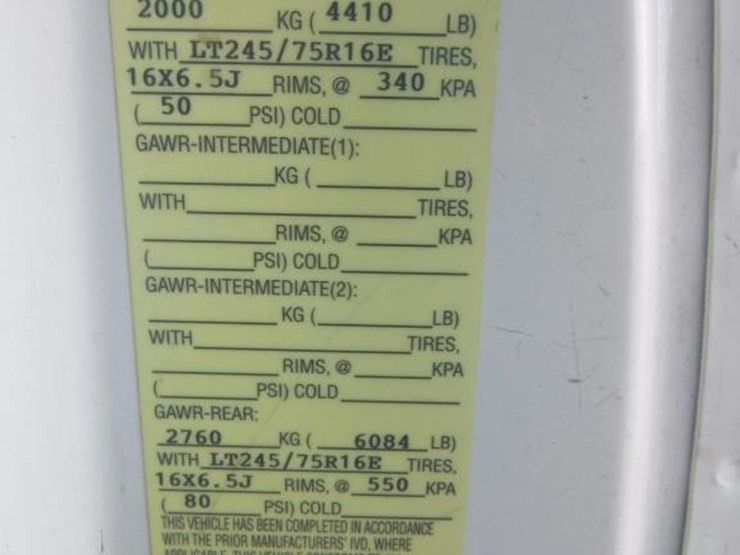 2000 KG ( 4410 LB)
WITH LT245/75R16E TIRES,
16X6.5J RIMS, @ 340 KPA
( 50 PSI) COLD
GAWR-INTERMEDIATE(1):
KG ( LB)
WITH TIRES,
RIMS, @ KPA
( PSI) COLD
GAWR-INTERMEDIATE(2):
KG ( LB)
WITH TIRES,
RIMS, @ KPA
( PSI) COLD
GAWR-REAR:
2760 KG ( 6084 LB)
WITH LT245/75R16E TIRES,
16X6.5J RIMS, @ 550 KPA
( 80 PSI) COLD
THIS VEHICLE HAS BEEN COMPLETED IN ACCORDANCE
WITH THE PRIOR MANUFACTURERS' IVD, WHERE